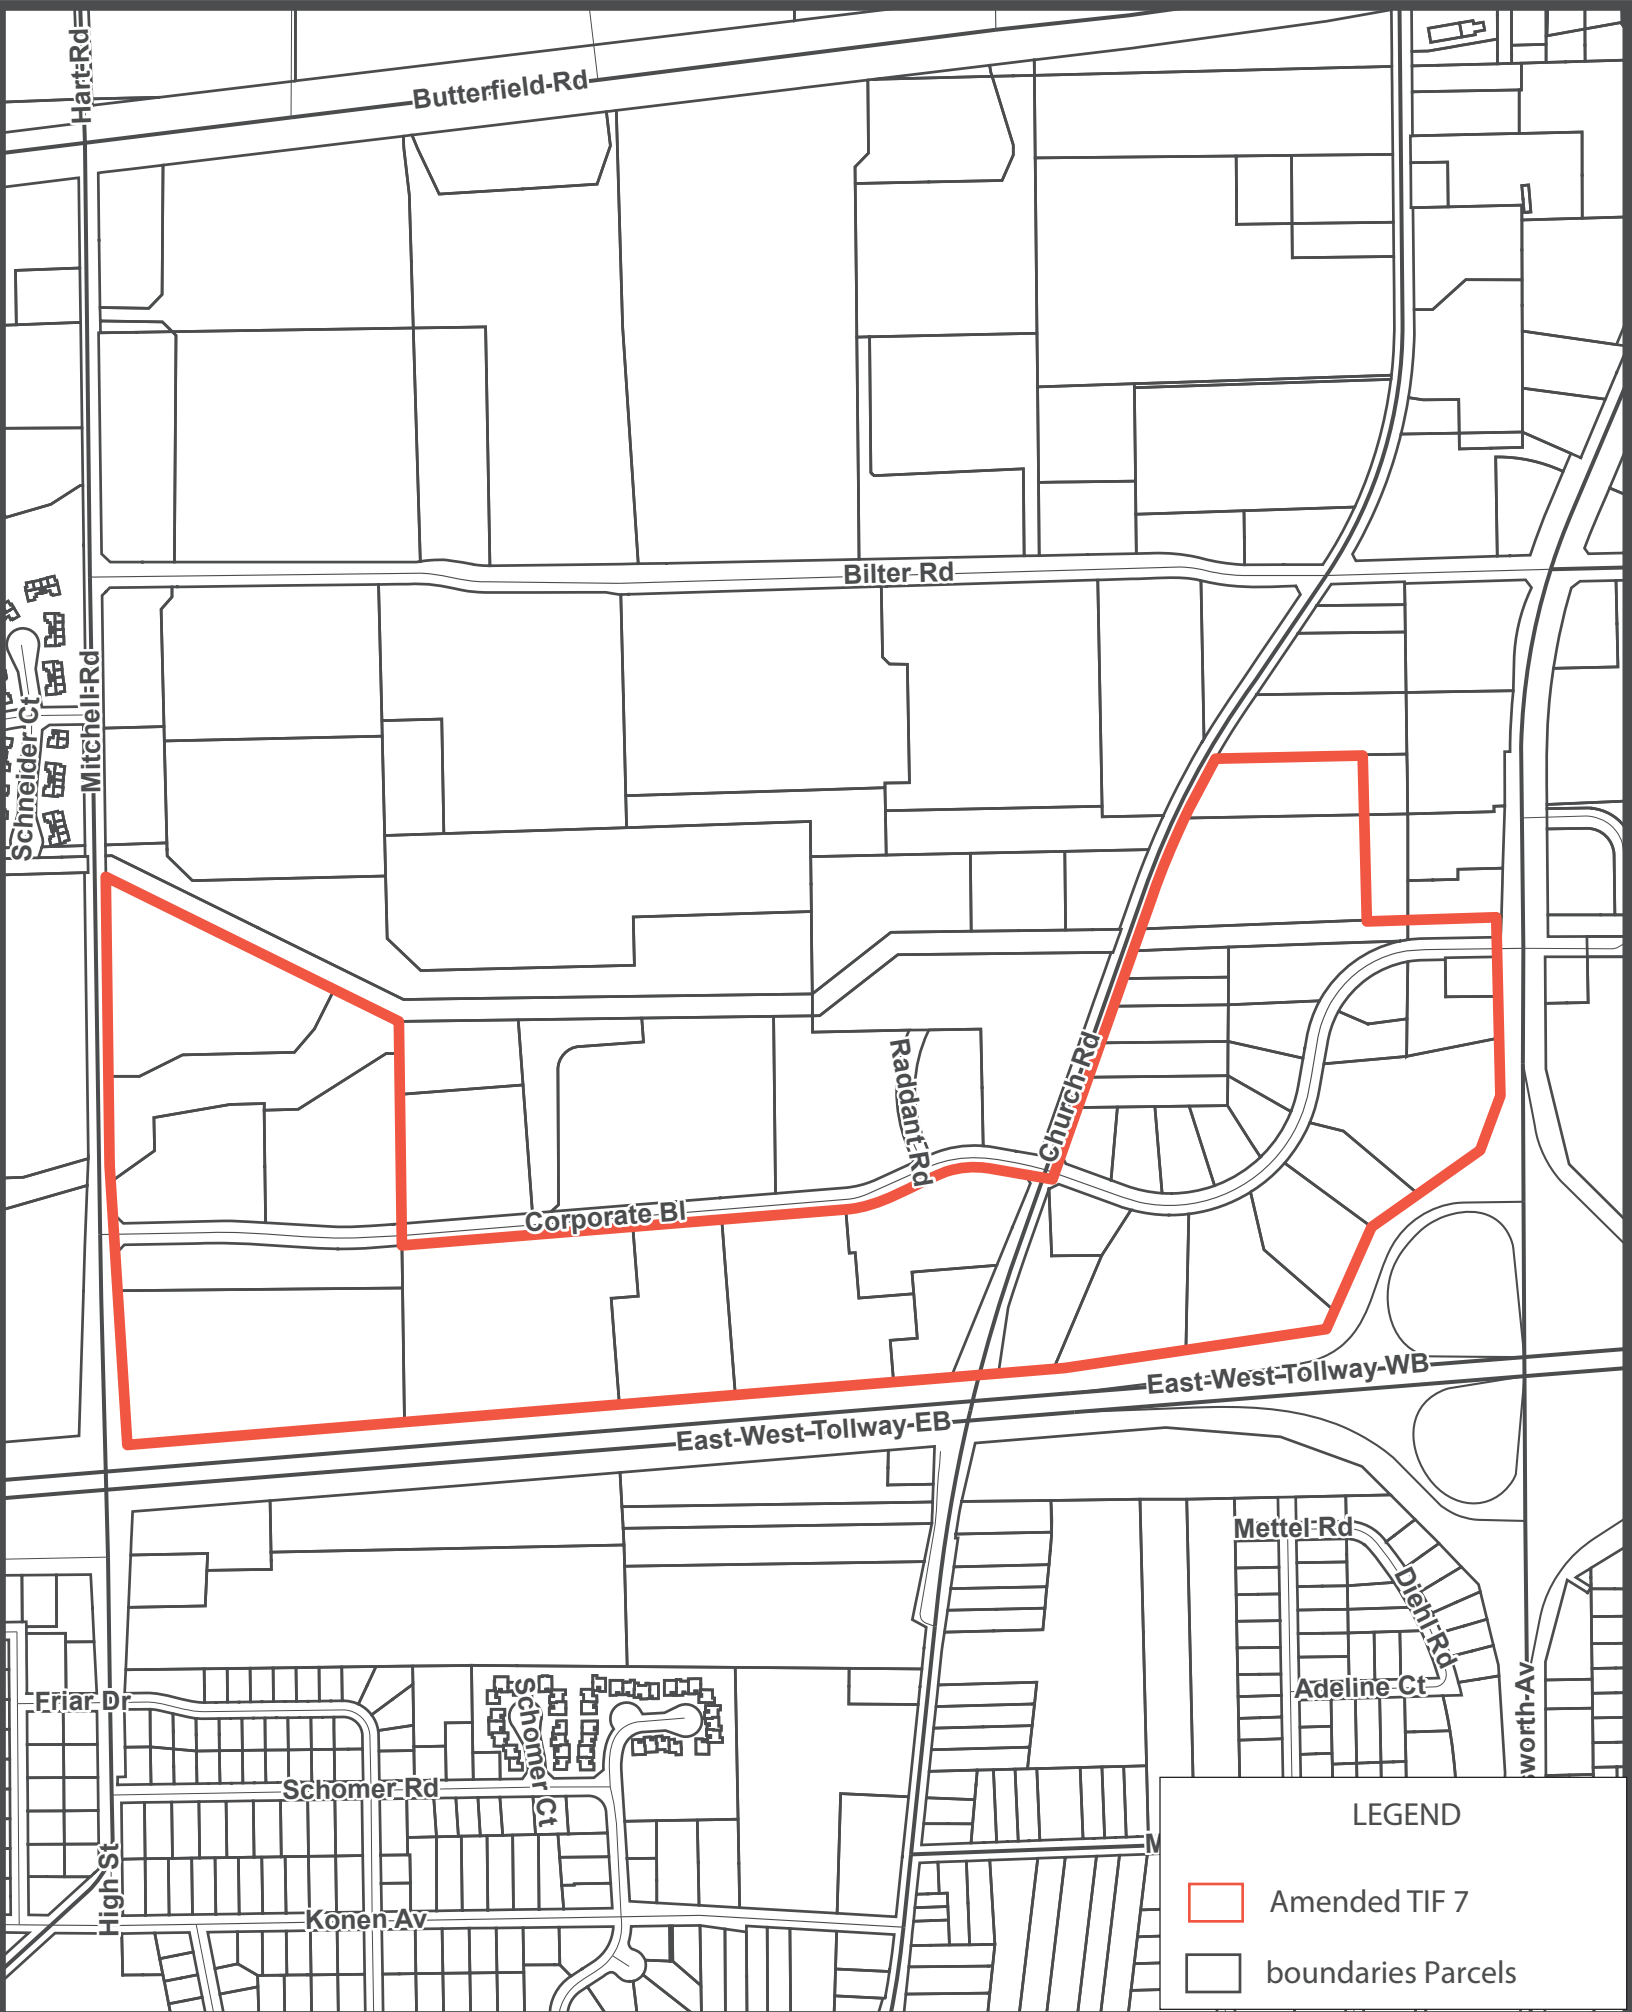 Hart Rd
Butterfield Rd
Bilter Rd
Schneider Ct
Mitchell Rd
Raddant Rd
Church Rd
Corporate Bl
East-West Tollway WB
East-West Tollway EB
Mettel Rd
Diehl Rd
Adeline Ct
Friar Dr
Schomer Ct
Schomer Rd
sworth Av
High St
Konen Av
M
LEGEND
Amended TIF 7
boundaries Parcels